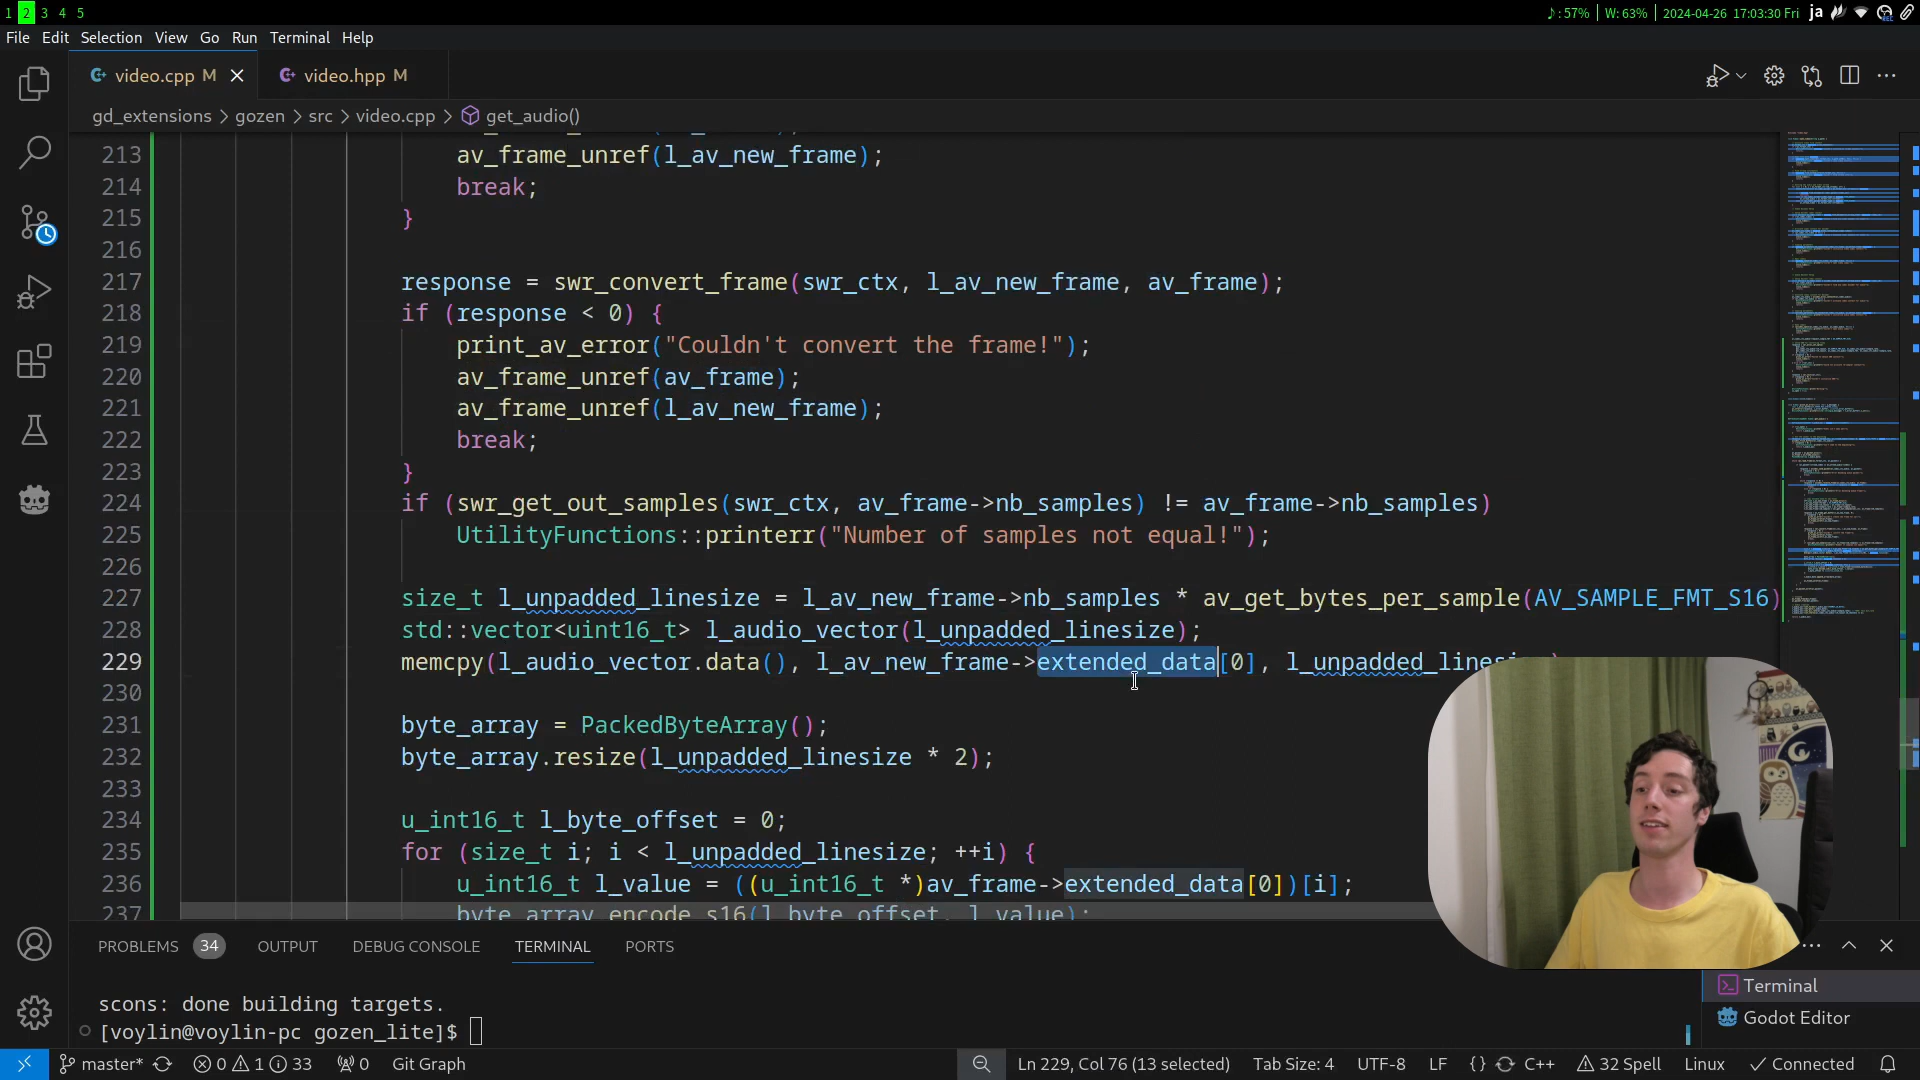 1 2 3 4 5
♪: 57% | W: 63% | 2024-04-26 17:03:30 Fri ja
File Edit Selection View Go Run Terminal Help
video.cpp M
video.hpp M
gd_extensions > gozen > src > video.cpp > get_audio()
213 av_frame_unref(l_av_new_frame);
214 break;
215 }
216
217 response = swr_convert_frame(swr_ctx, l_av_new_frame, av_frame);
218 if (response < 0) {
219 print_av_error("Couldn't convert the frame!");
220 av_frame_unref(av_frame);
221 av_frame_unref(l_av_new_frame);
222 break;
223 }
224 if (swr_get_out_samples(swr_ctx, av_frame->nb_samples) != av_frame->nb_samples)
225 UtilityFunctions::printerr("Number of samples not equal!");
226
227 size_t l_unpadded_linesize = l_av_new_frame->nb_samples * av_get_bytes_per_sample(AV_SAMPLE_FMT_S16)
228 std::vector<uint16_t> l_audio_vector(l_unpadded_linesize);
229 memcpy(l_audio_vector.data(), l_av_new_frame->extended_data[0], l_unpadded_linesize)
230
231 byte_array = PackedByteArray();
232 byte_array.resize(l_unpadded_linesize * 2);
233
234 u_int16_t l_byte_offset = 0;
235 for (size_t i; i < l_unpadded_linesize; ++i) {
236 u_int16_t l_value = ((u_int16_t *)av_frame->extended_data[0])[i];
237 byte_array.encode_s16(l_byte_offset, l_value);
PROBLEMS 34 OUTPUT DEBUG CONSOLE TERMINAL PORTS
scons: done building targets.
[voylin@voylin-pc gozen_lite]$
Terminal
Godot Editor
master* 0 1 33 0 Git Graph
Ln 229, Col 76 (13 selected) Tab Size: 4 UTF-8 LF {} C++ 32 Spell Linux Connected